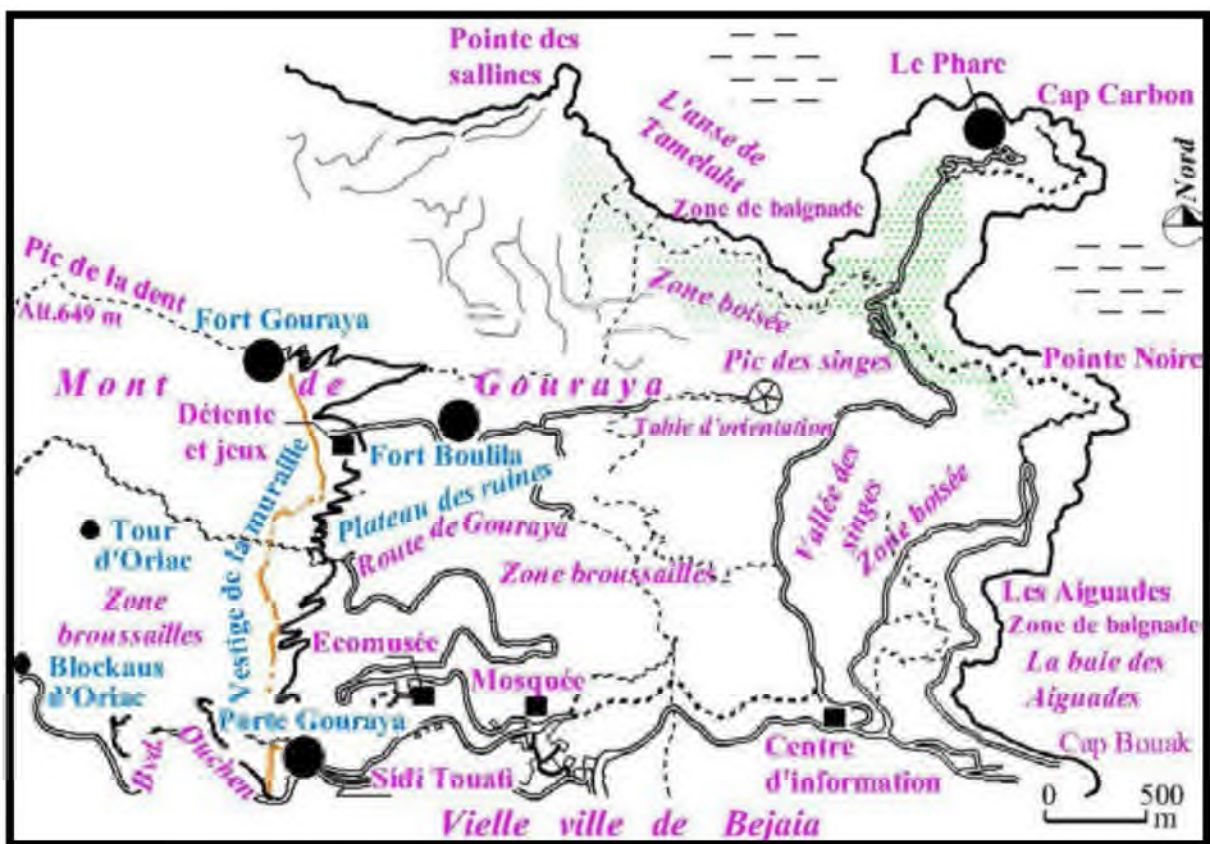 Pointe des
sallines
Le Phare
Cap Carbon
L'anse de
Tamelaht
Zone de baignade
Nord
Pic de la dent
Alt.649 m
Fort Gouraya
Zone boisée
Pic des singes
Pointe Noire
Mont de Gouraya
Détente
et jeux
Table d'orientation
Fort Boulila
Vestige de la muraille
Plateau des ruines
Route de Gouraya
Vallée des
singes
Zone boisée
Tour
d'Oriac
Zone
broussailles
Zone broussailles
Les Aiguades
Zone de baignade
La baie des
Aiguades
Blockaus
d'Oriac
Ecomusée
Mosquée
Porte Gouraya
Bvd.
Ouchen
Sidi Touati
Centre
d'information
Cap Bouak
0 500
m
Vielle ville de Bejaia